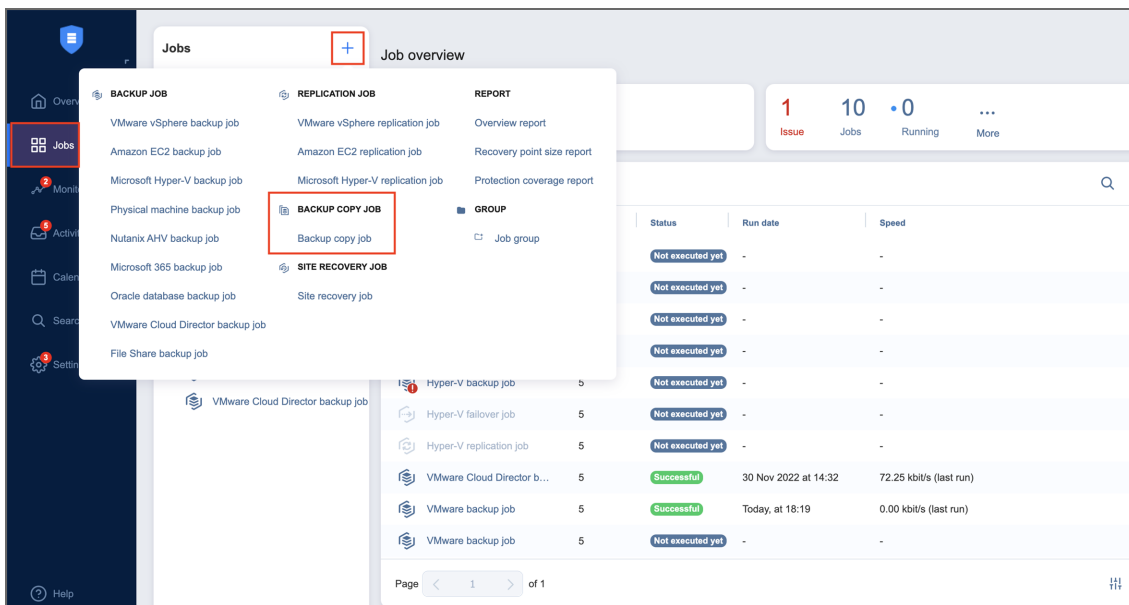 Jobs
+
Job overview
Overv
Jobs
2
Monit
5
Activit
Calen
Searc
3
Settin
Help
BACKUP JOB
VMware vSphere backup job
Amazon EC2 backup job
Microsoft Hyper-V backup job
Physical machine backup job
Nutanix AHV backup job
Microsoft 365 backup job
Oracle database backup job
VMware Cloud Director backup job
File Share backup job
REPLICATION JOB
VMware vSphere replication job
Amazon EC2 replication job
Microsoft Hyper-V replication job
BACKUP COPY JOB
Backup copy job
SITE RECOVERY JOB
Site recovery job
REPORT
Overview report
Recovery point size report
Protection coverage report
GROUP
Job group
VMware Cloud Director backup job
1 10 0 ...
Issue Jobs Running More
Status Run date Speed
Not executed yet - -
Not executed yet - -
Not executed yet - -
Not executed yet - -
Hyper-V backup job 5 Not executed yet - -
Hyper-V failover job 5 Not executed yet - -
Hyper-V replication job 5 Not executed yet - -
VMware Cloud Director b... 5 Successful 30 Nov 2022 at 14:32 72.25 kbit/s (last run)
VMware backup job 5 Successful Today, at 18:19 0.00 kbit/s (last run)
VMware backup job 5 Not executed yet - -
Page < 1 > of 1